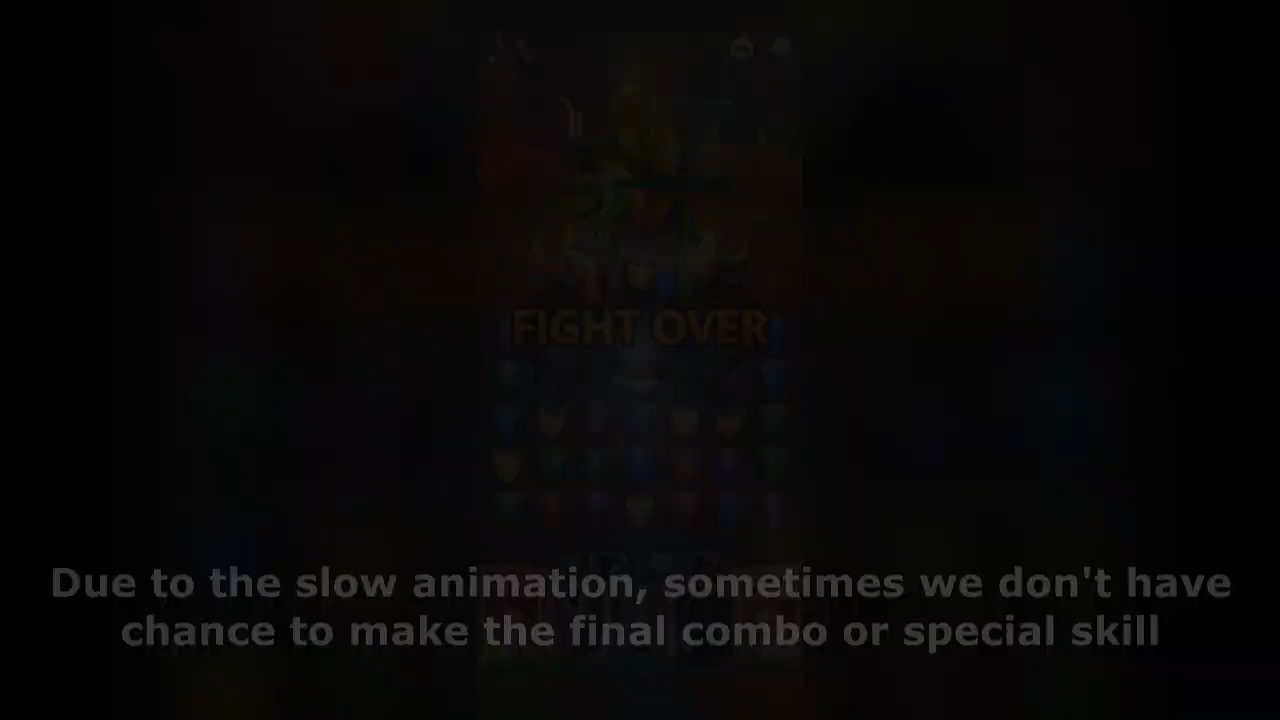 FIGHT OVER
Due to the slow animation, sometimes we don't have
chance to make the final combo or special skill